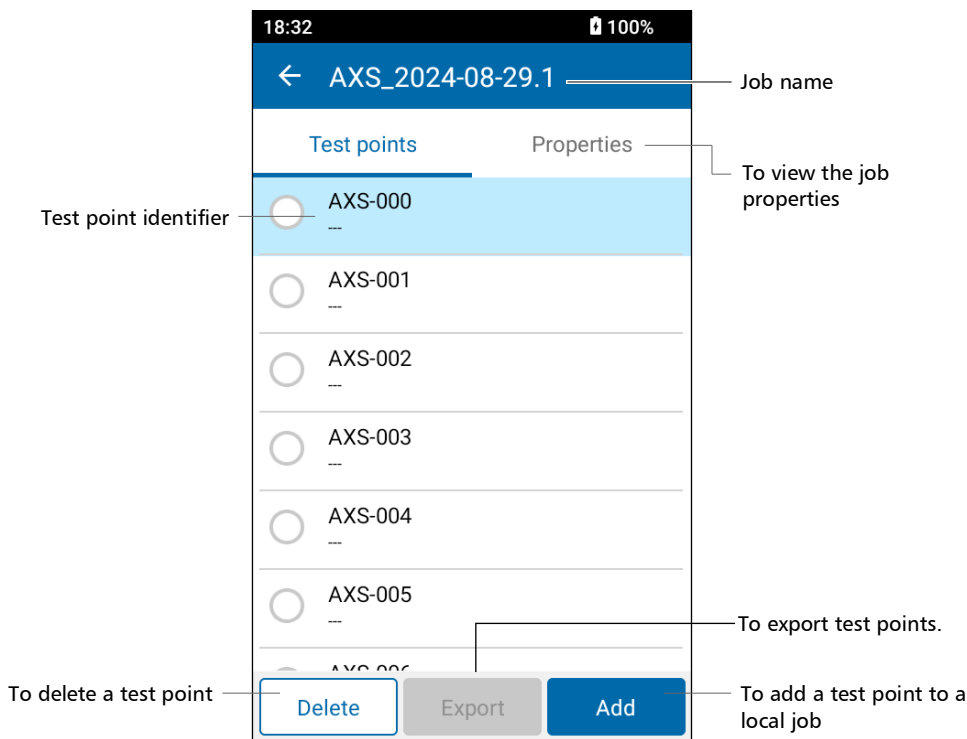 18:32 100%
AXS_2024-08-29.1
Job name
Test points Properties
To view the job
properties
Test point identifier
AXS-000
---
AXS-001
---
AXS-002
---
AXS-003
---
AXS-004
---
AXS-005
---
To export test points.
To delete a test point
Delete Export Add
To add a test point to a
local job